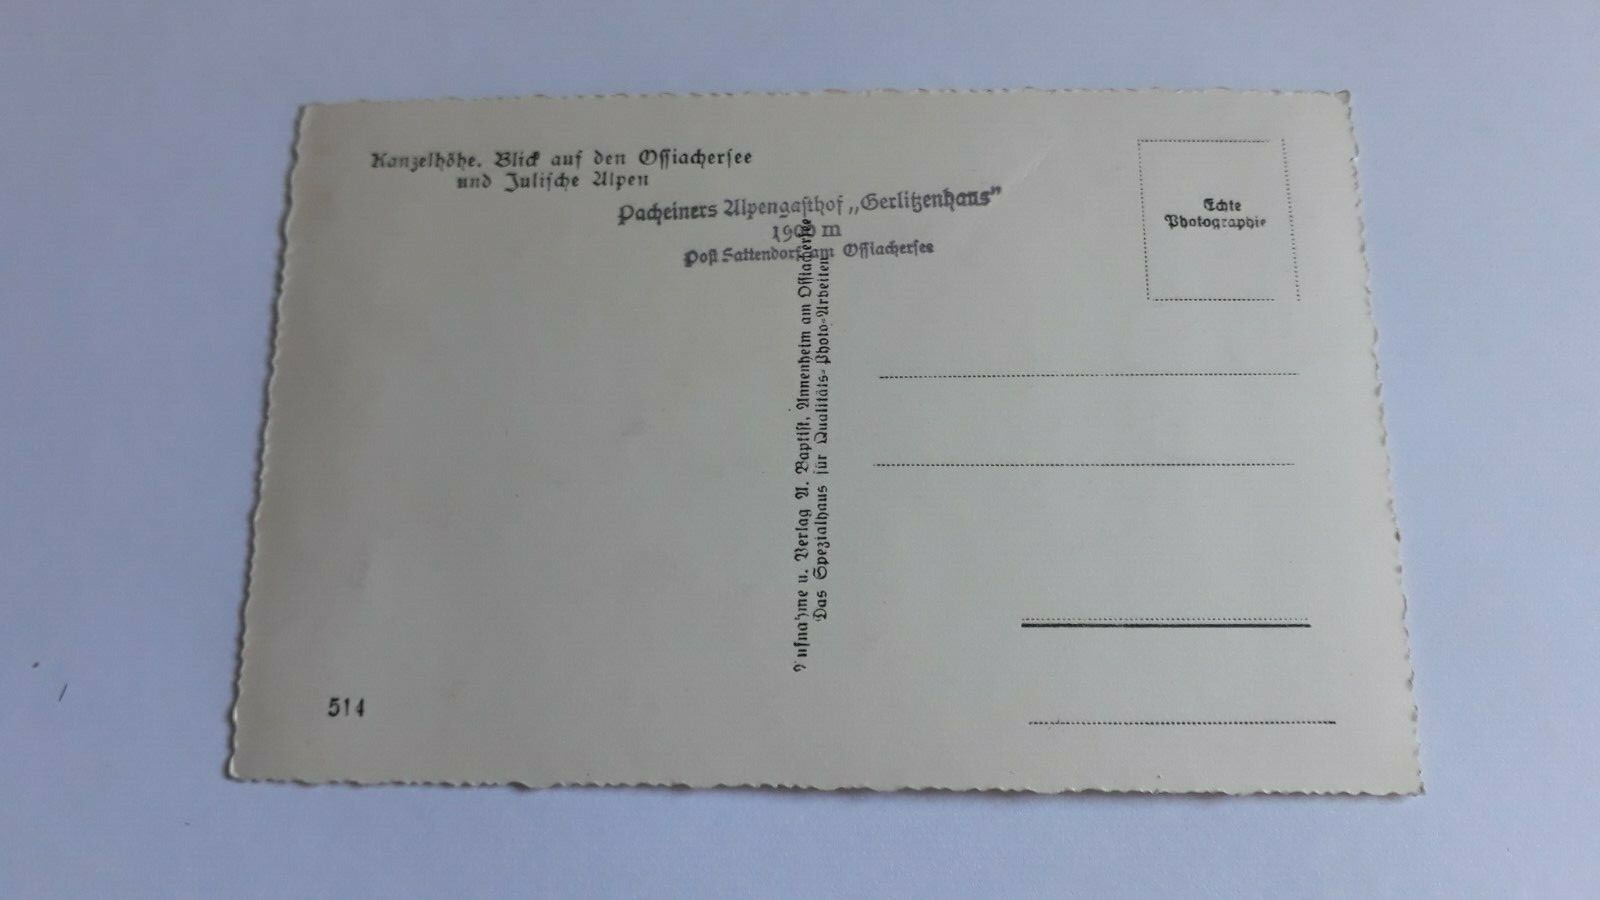 Kanzelhöhe. Blick auf den Ossiachersee
und Julische Alpen
Pacheiners Alpengasthof „Gerlitzenhaus”
1900 m
Post Sattendorf am Ossiachersee
Echte
Photographie
Aufnahme u. Verlag A. Baptist, Annenheim am Ossiachersee
Das Spezialhaus für Qualitäts-Photo-Arbeiten
514